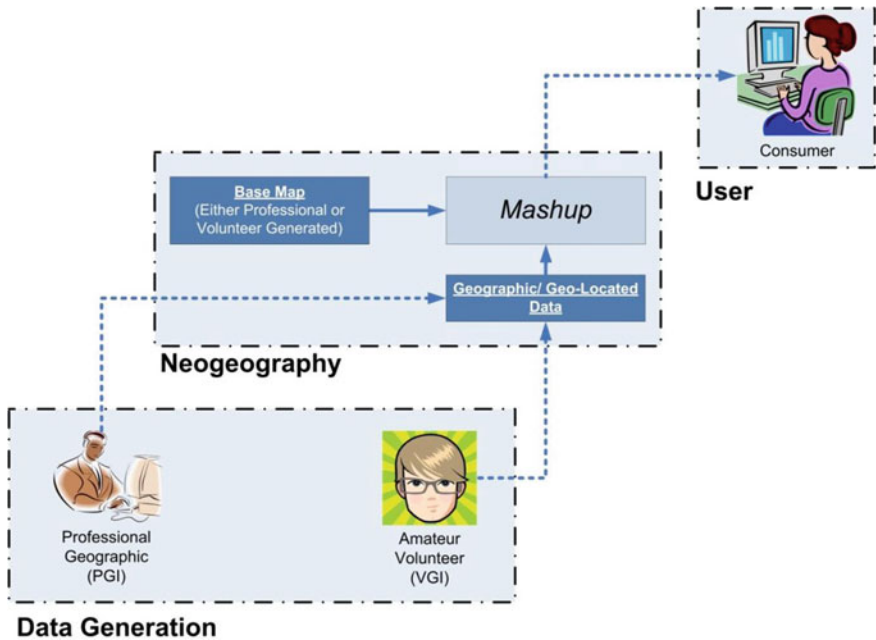 Consumer
User
Base Map
(Either Professional or
Volunteer Generated)
Mashup
Geographic/ Geo-Located
Data
Neogeography
Professional
Geographic
(PGI)
Amateur
Volunteer
(VGI)
Data Generation